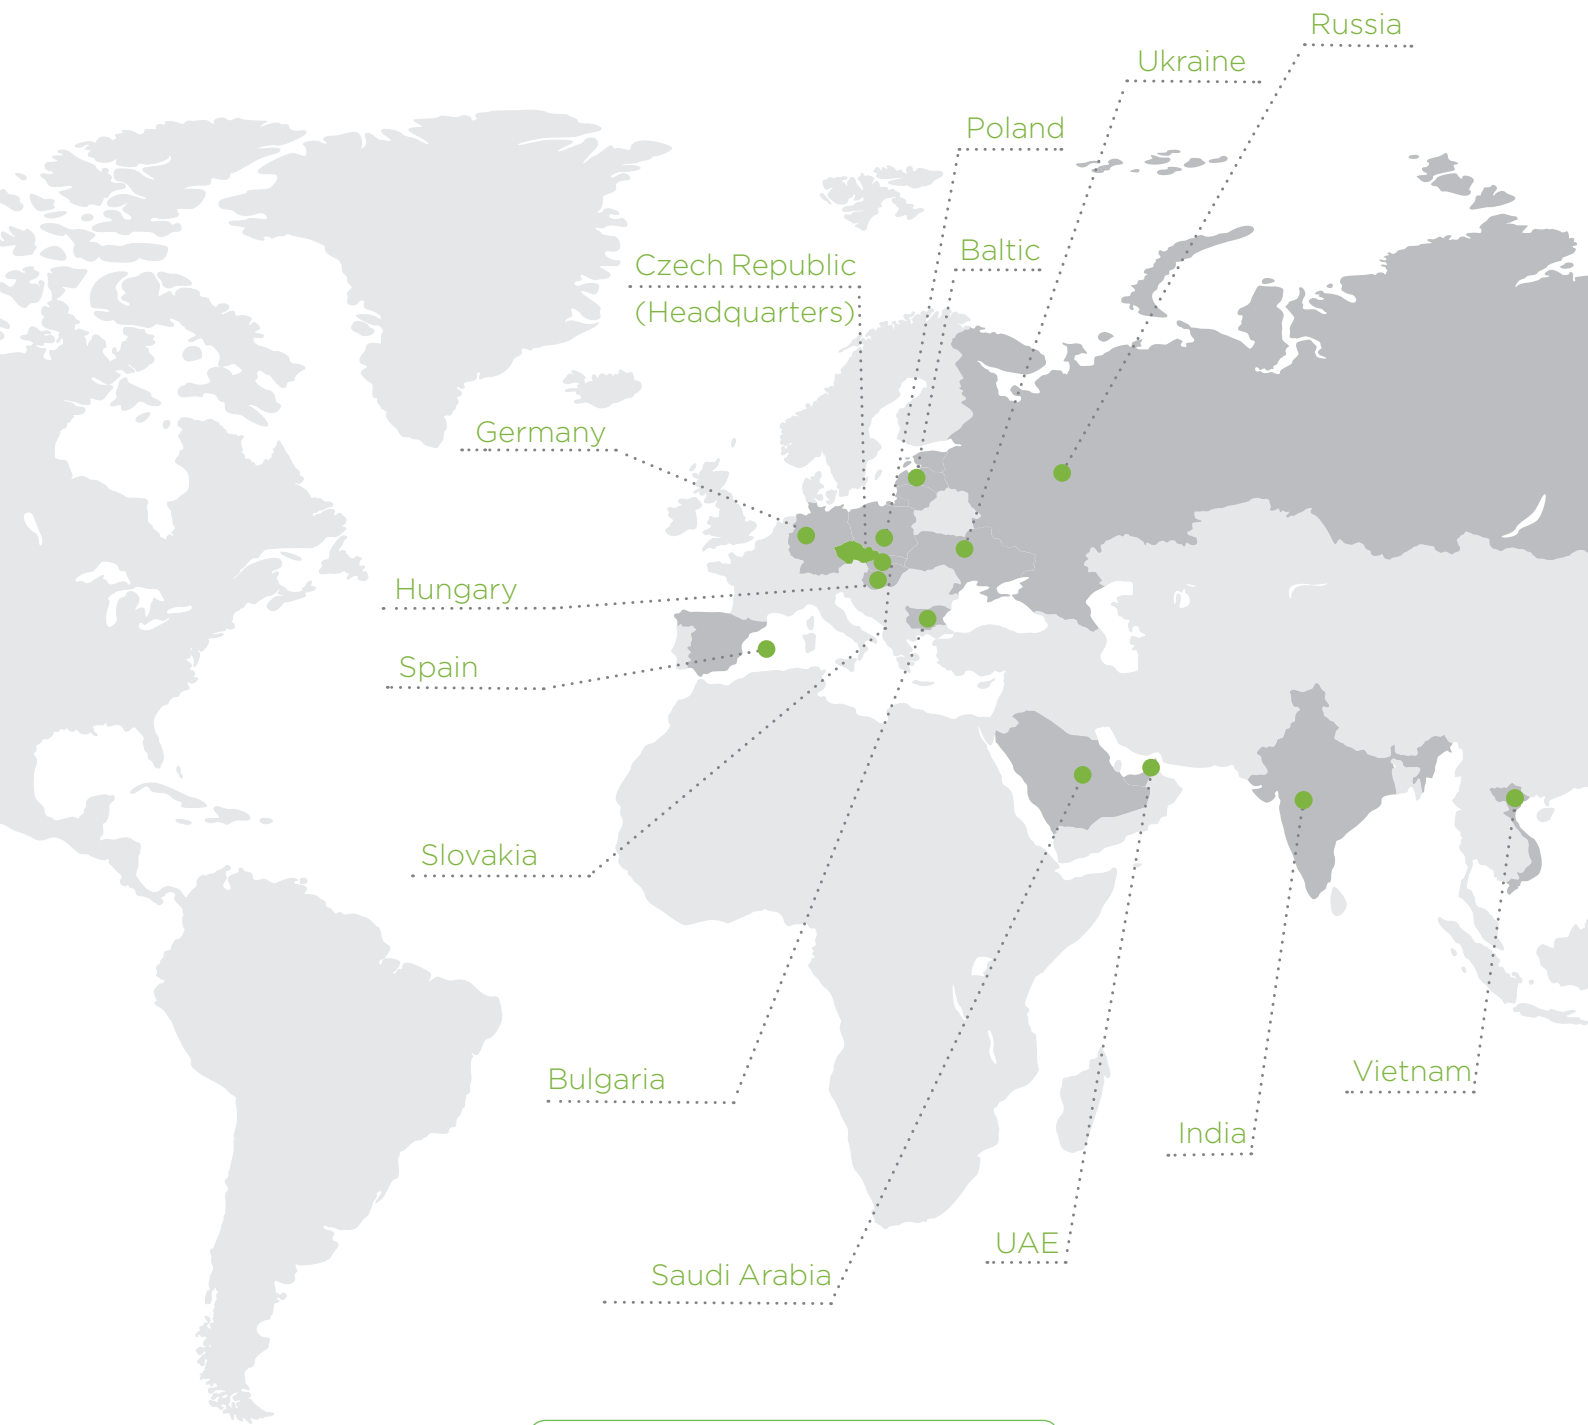 Russia
Ukraine
Poland
Baltic
Czech Republic
(Headquarters)
Germany
Hungary
Spain
Slovakia
Bulgaria
Vietnam
India
UAE
Saudi Arabia